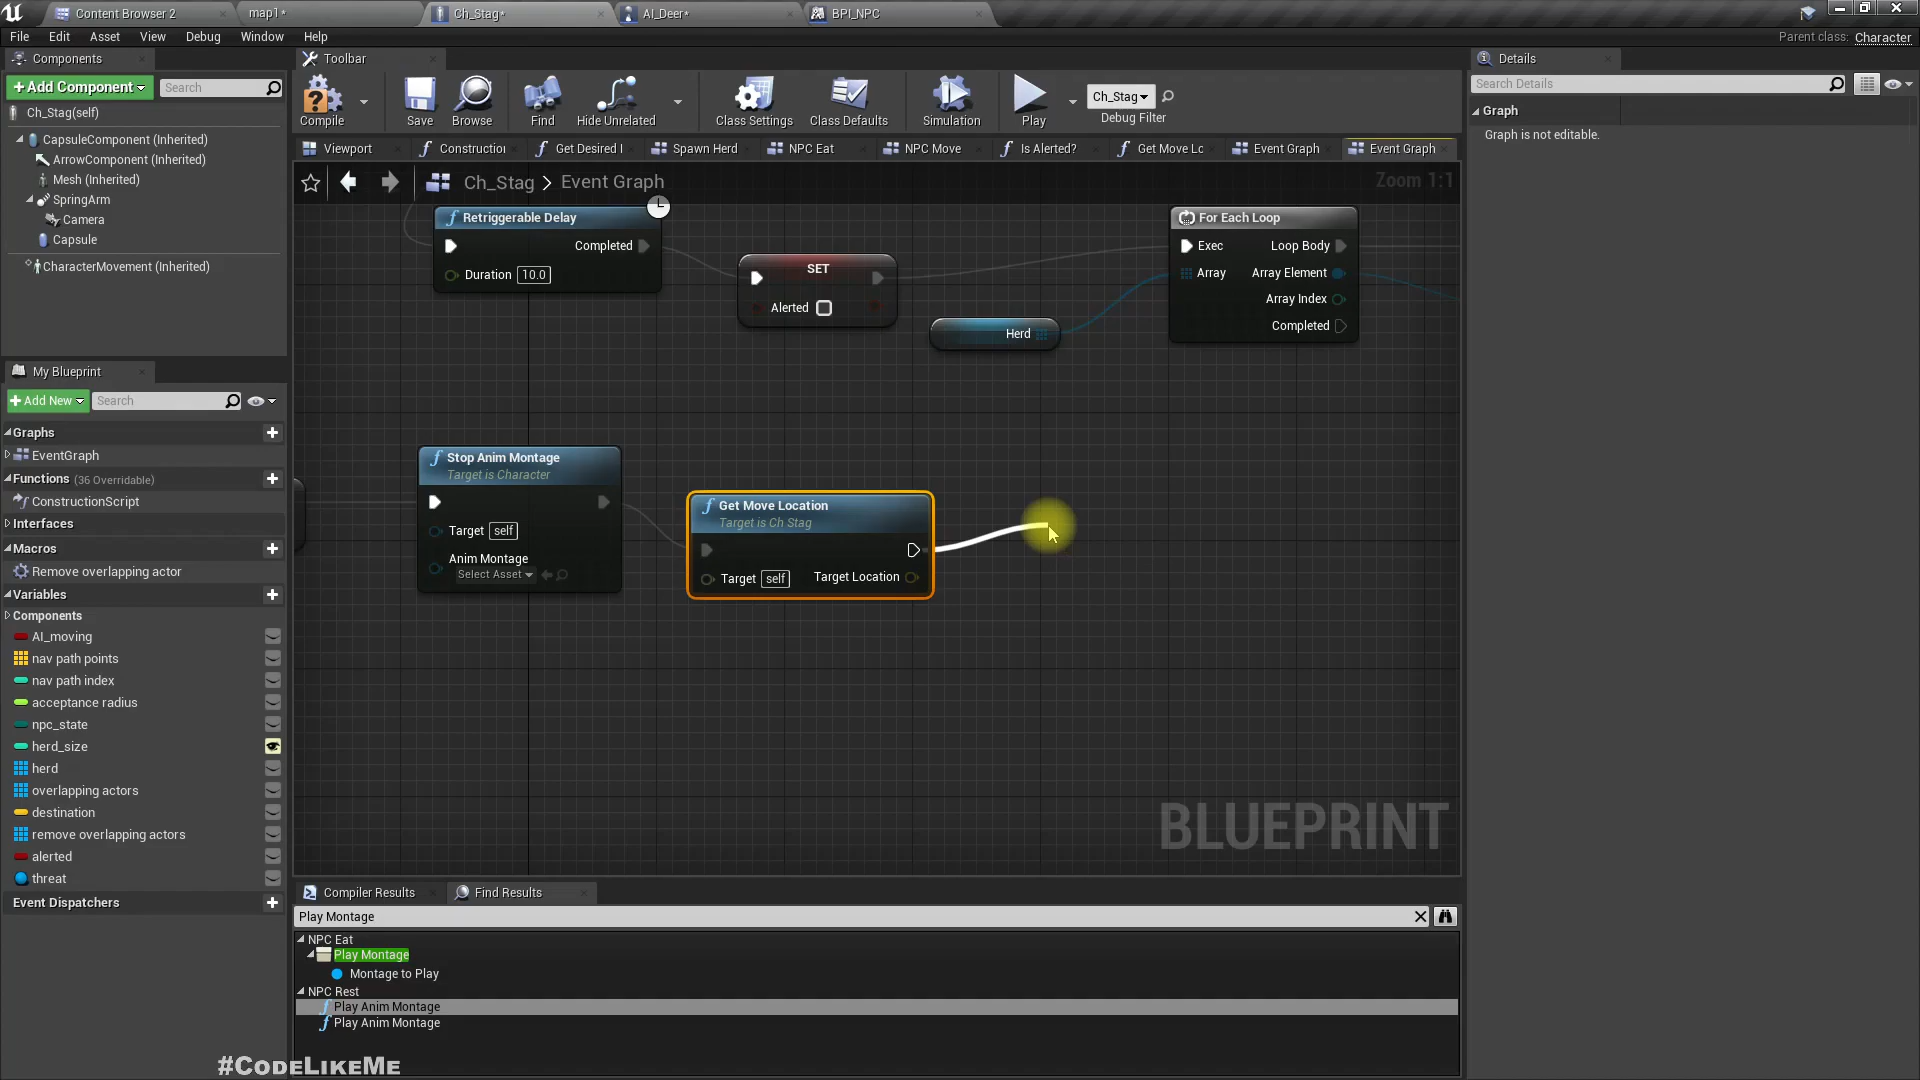 Content Browser 2
map1*
Ch_Stag*
AI_Deer*
BPI_NPC
File Edit Asset View Debug Window Help
Parent class: Character
Components
+Add Component
Search
Ch_Stag(self)
CapsuleComponent (Inherited)
ArrowComponent (Inherited)
Mesh (Inherited)
SpringArm
Camera
Capsule
CharacterMovement (Inherited)
My Blueprint
+Add New
Search
Graphs
EventGraph
Functions (36 Overridable)
ConstructionScript
Interfaces
Macros
Remove overlapping actor
Variables
Components
AI_moving
nav path points
nav path index
acceptance radius
npc_state
herd_size
herd
overlapping actors
destination
remove overlapping actors
alerted
threat
Event Dispatchers
Toolbar
Compile
Save
Browse
Find
Hide Unrelated
Class Settings
Class Defaults
Simulation
Play
Ch_Stag
Debug Filter
Viewport
Constructio
Get Desired I
Spawn Herd
NPC Eat
NPC Move
Is Alerted?
Get Move Lc
Event Graph
Event Graph
Ch_Stag > Event Graph
Zoom 1:1
Retriggerable Delay
Completed
Duration 10.0
SET
Alerted
Herd
For Each Loop
Exec Loop Body
Array Array Element
Array Index
Completed
Stop Anim Montage
Target is Character
Target self
Anim Montage
Select Asset
Get Move Location
Target is Ch Stag
Target self Target Location
BLUEPRINT
Compiler Results
Find Results
Play Montage
NPC Eat
Play Montage
Montage to Play
NPC Rest
Play Anim Montage
Play Anim Montage
Details
Search Details
Graph
Graph is not editable.
#CodeLikeMe